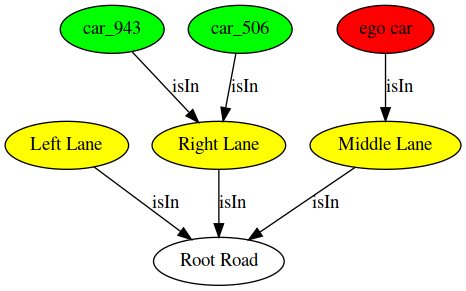 car_943
car_506
ego car
isIn
isIn
isIn
Left Lane
Right Lane
Middle Lane
isIn
isIn
isIn
Root Road